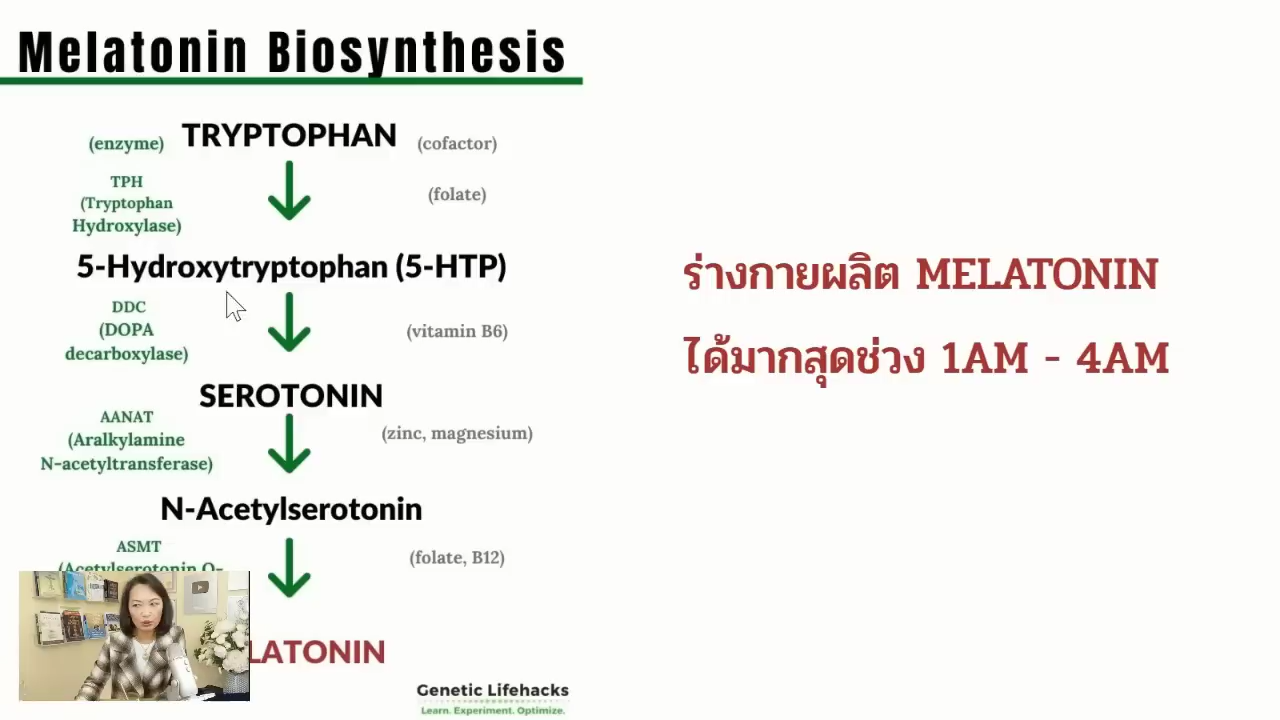 Melatonin Biosynthesis
(enzyme) TRYPTOPHAN (cofactor)
TPH
(Tryptophan
Hydroxylase)
(folate)
5-Hydroxytryptophan (5-HTP)
DDC
(DOPA
decarboxylase)
(vitamin B6)
SEROTONIN
AANAT
(Aralkylamine
N-acetyltransferase)
(zinc, magnesium)
N-Acetylserotonin
ASMT
(Acetylserotonin O-
(folate, B12)
LATONIN
Genetic Lifehacks
Learn. Experiment. Optimize.
ร่างกายผลิต MELATONIN
ได้มากสุดช่วง 1AM - 4AM